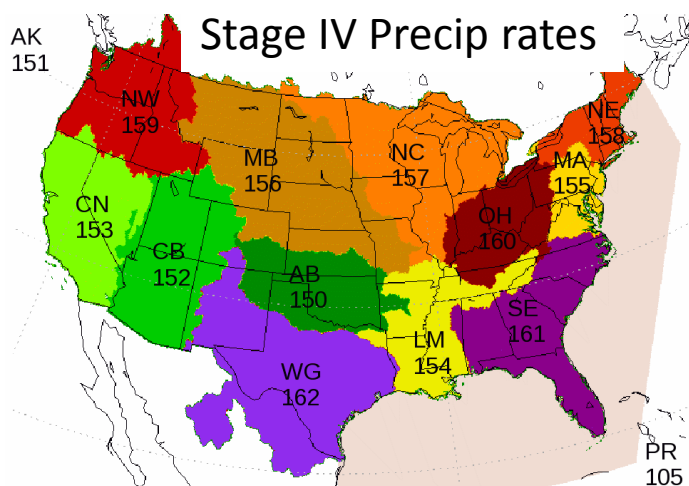 Stage IV Precip rates
AK
151
NW
159
NE
158
MB
156
NC
157
MA
155
CN
153
OH
160
CB
152
AB
150
SE
161
LM
154
WG
162
PR
105